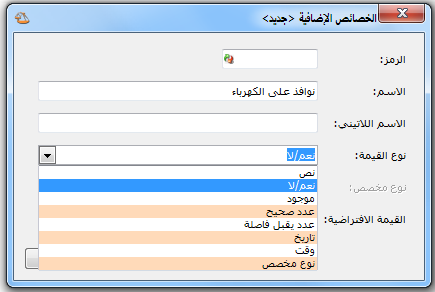 الخصائص الإضافية <جديد>
الرمز:
الاسم:
نوافذ على الكهرباء
الاسم اللاتيني:
نوع القيمة:
نعم/لا
نص
نعم/لا
موجود
نوع مخصص:
عدد صحيح
القيمة الافتراضية:
عدد يقبل فاصلة
تاريخ
وقت
نوع مخصص